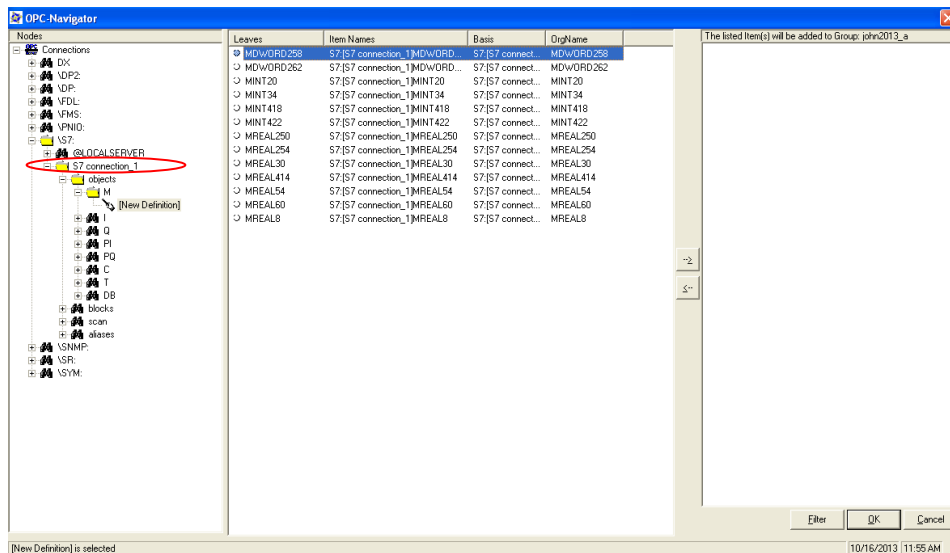 OPC-Navigator
Nodes
Connections
DX
\DP2:
\DP:
\FDL:
\FMS:
\PNIO:
\S7:
@LOCALSERVER
S7 connection_1
objects
M
[New Definition]
I
Q
PI
PQ
C
T
DB
blocks
scan
aliases
\SNMP:
\SR:
\SYM:
Leaves Item Names Basis OrgName
MDWORD258 S7:[S7 connection_1]MDWORD... S7:[S7 connect... MDWORD258
MDWORD262 S7:[S7 connection_1]MDWORD... S7:[S7 connect... MDWORD262
MINT20 S7:[S7 connection_1]MINT20 S7:[S7 connect... MINT20
MINT34 S7:[S7 connection_1]MINT34 S7:[S7 connect... MINT34
MINT418 S7:[S7 connection_1]MINT418 S7:[S7 connect... MINT418
MINT422 S7:[S7 connection_1]MINT422 S7:[S7 connect... MINT422
MREAL250 S7:[S7 connection_1]MREAL250 S7:[S7 connect... MREAL250
MREAL254 S7:[S7 connection_1]MREAL254 S7:[S7 connect... MREAL254
MREAL30 S7:[S7 connection_1]MREAL30 S7:[S7 connect... MREAL30
MREAL414 S7:[S7 connection_1]MREAL414 S7:[S7 connect... MREAL414
MREAL54 S7:[S7 connection_1]MREAL54 S7:[S7 connect... MREAL54
MREAL60 S7:[S7 connection_1]MREAL60 S7:[S7 connect... MREAL60
MREAL8 S7:[S7 connection_1]MREAL8 S7:[S7 connect... MREAL8
-->
<--
The listed Item(s) will be added to Group: john2013_a
Filter OK Cancel
[New Definition] is selected 10/16/2013 11:55 AM